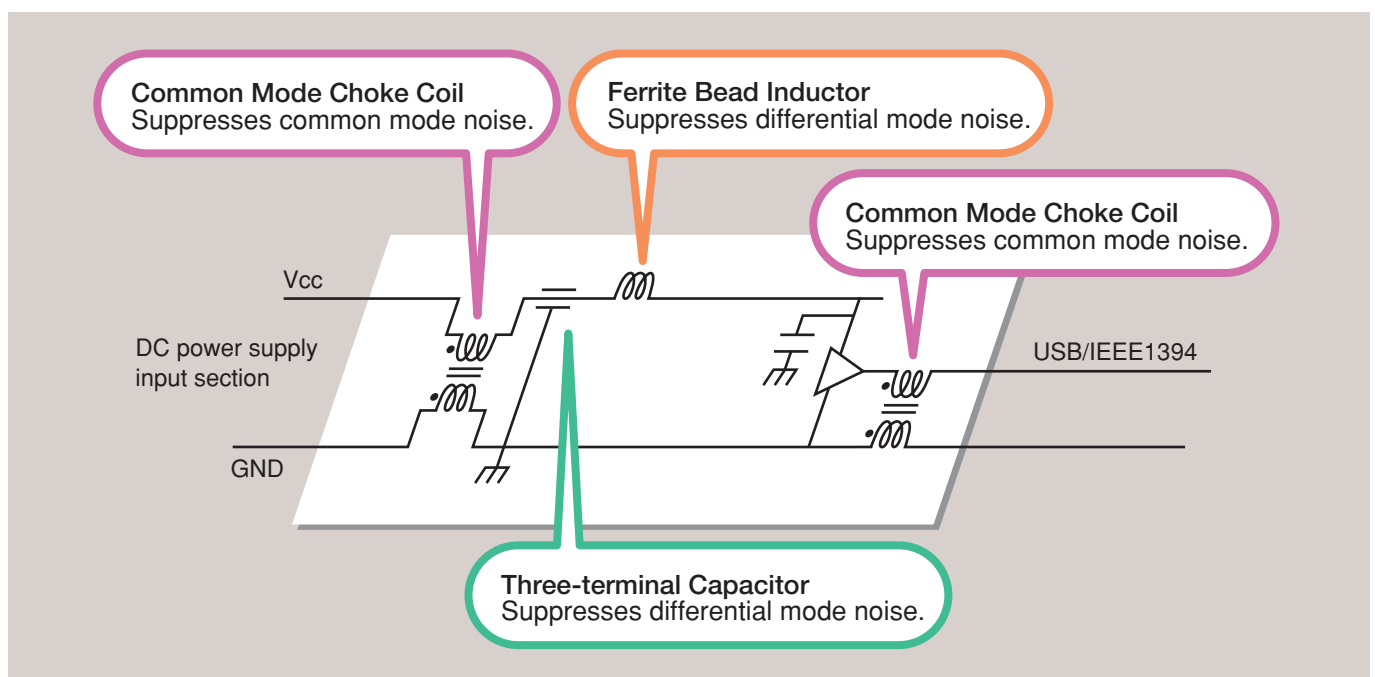 Common Mode Choke Coil
Suppresses common mode noise.
Ferrite Bead Inductor
Suppresses differential mode noise.
Common Mode Choke Coil
Suppresses common mode noise.
Vcc
DC power supply
input section
USB/IEEE1394
GND
Three-terminal Capacitor
Suppresses differential mode noise.